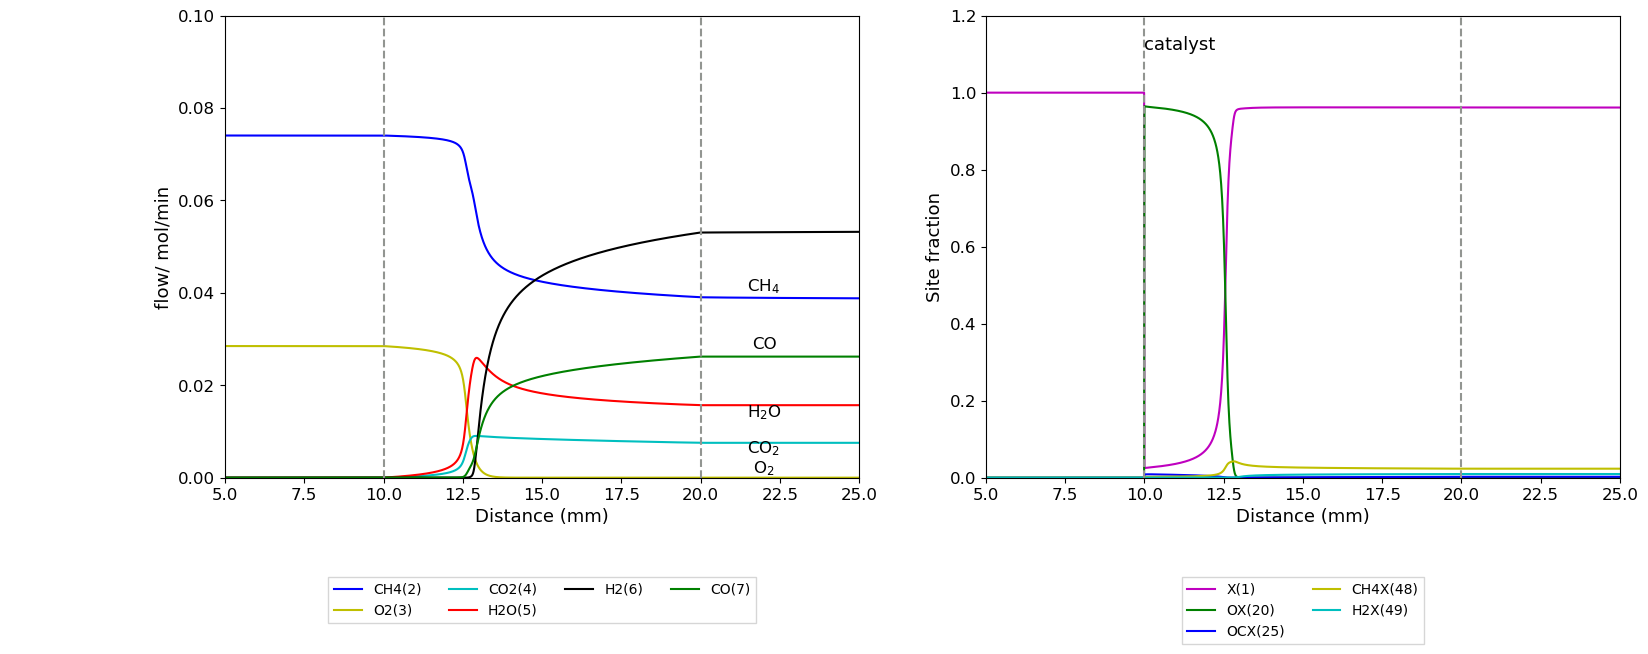 0.10
0.08
0.06
0.04
0.02
0.00
flow/ mol/min
CH4
CO
H2O
CO2
O2
5.0 7.5 10.0 12.5 15.0 17.5 20.0 22.5 25.0
Distance (mm)
CH4(2) CO2(4) H2(6) CO(7)
O2(3) H2O(5)
1.2
1.0
0.8
0.6
0.4
0.2
0.0
Site fraction
catalyst
5.0 7.5 10.0 12.5 15.0 17.5 20.0 22.5 25.0
Distance (mm)
X(1) CH4X(48)
OX(20) H2X(49)
OCX(25)